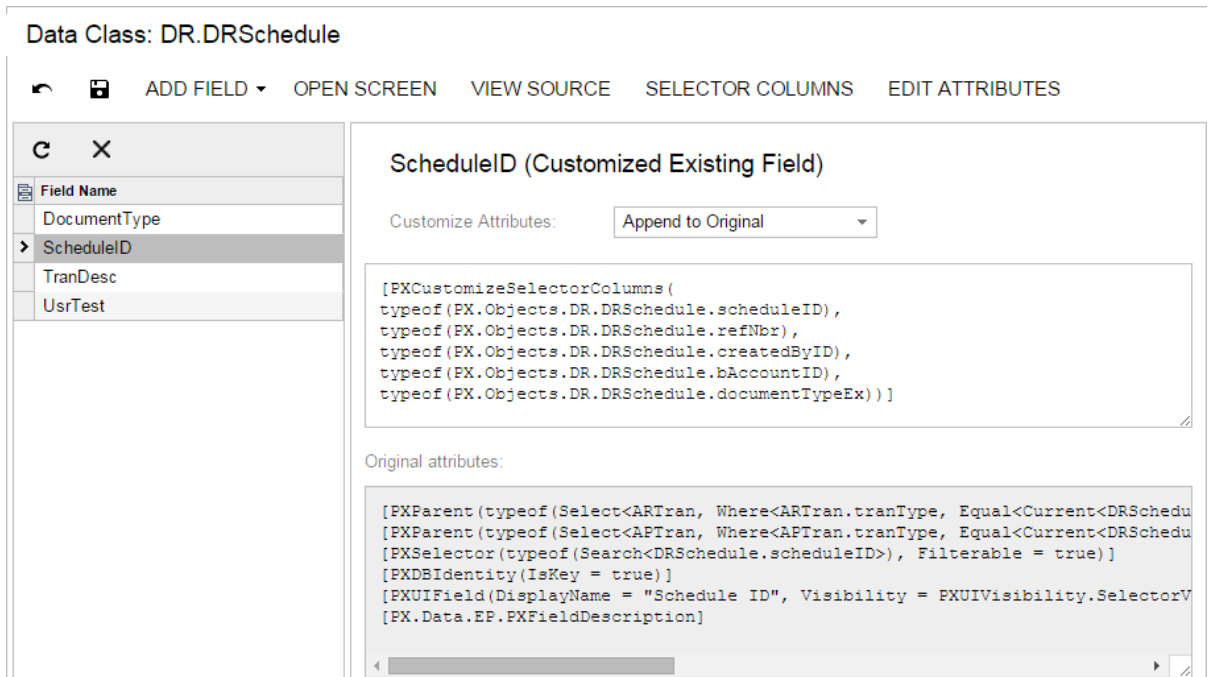 Data Class: DR.DRSchedule
ADD FIELD OPEN SCREEN VIEW SOURCE SELECTOR COLUMNS EDIT ATTRIBUTES
Field Name
DocumentType
ScheduleID
TranDesc
UsrTest
ScheduleID (Customized Existing Field)
Customize Attributes: Append to Original
[PXCustomizeSelectorColumns(
typeof(PX.Objects.DR.DRSchedule.scheduleID),
typeof(PX.Objects.DR.DRSchedule.refNbr),
typeof(PX.Objects.DR.DRSchedule.createdByID),
typeof(PX.Objects.DR.DRSchedule.bAccountID),
typeof(PX.Objects.DR.DRSchedule.documentTypeEx))]
Original attributes:
[PXParent(typeof(Select<ARTran, Where<ARTran.tranType, Equal<Current<DRSchedu
[PXParent(typeof(Select<APTran, Where<APTran.tranType, Equal<Current<DRSchedu
[PXSelector(typeof(Search<DRSchedule.scheduleID>), Filterable = true)]
[PXDBIdentity(IsKey = true)]
[PXUIField(DisplayName = "Schedule ID", Visibility = PXUIVisibility.SelectorV
[PX.Data.EP.PXFieldDescription]